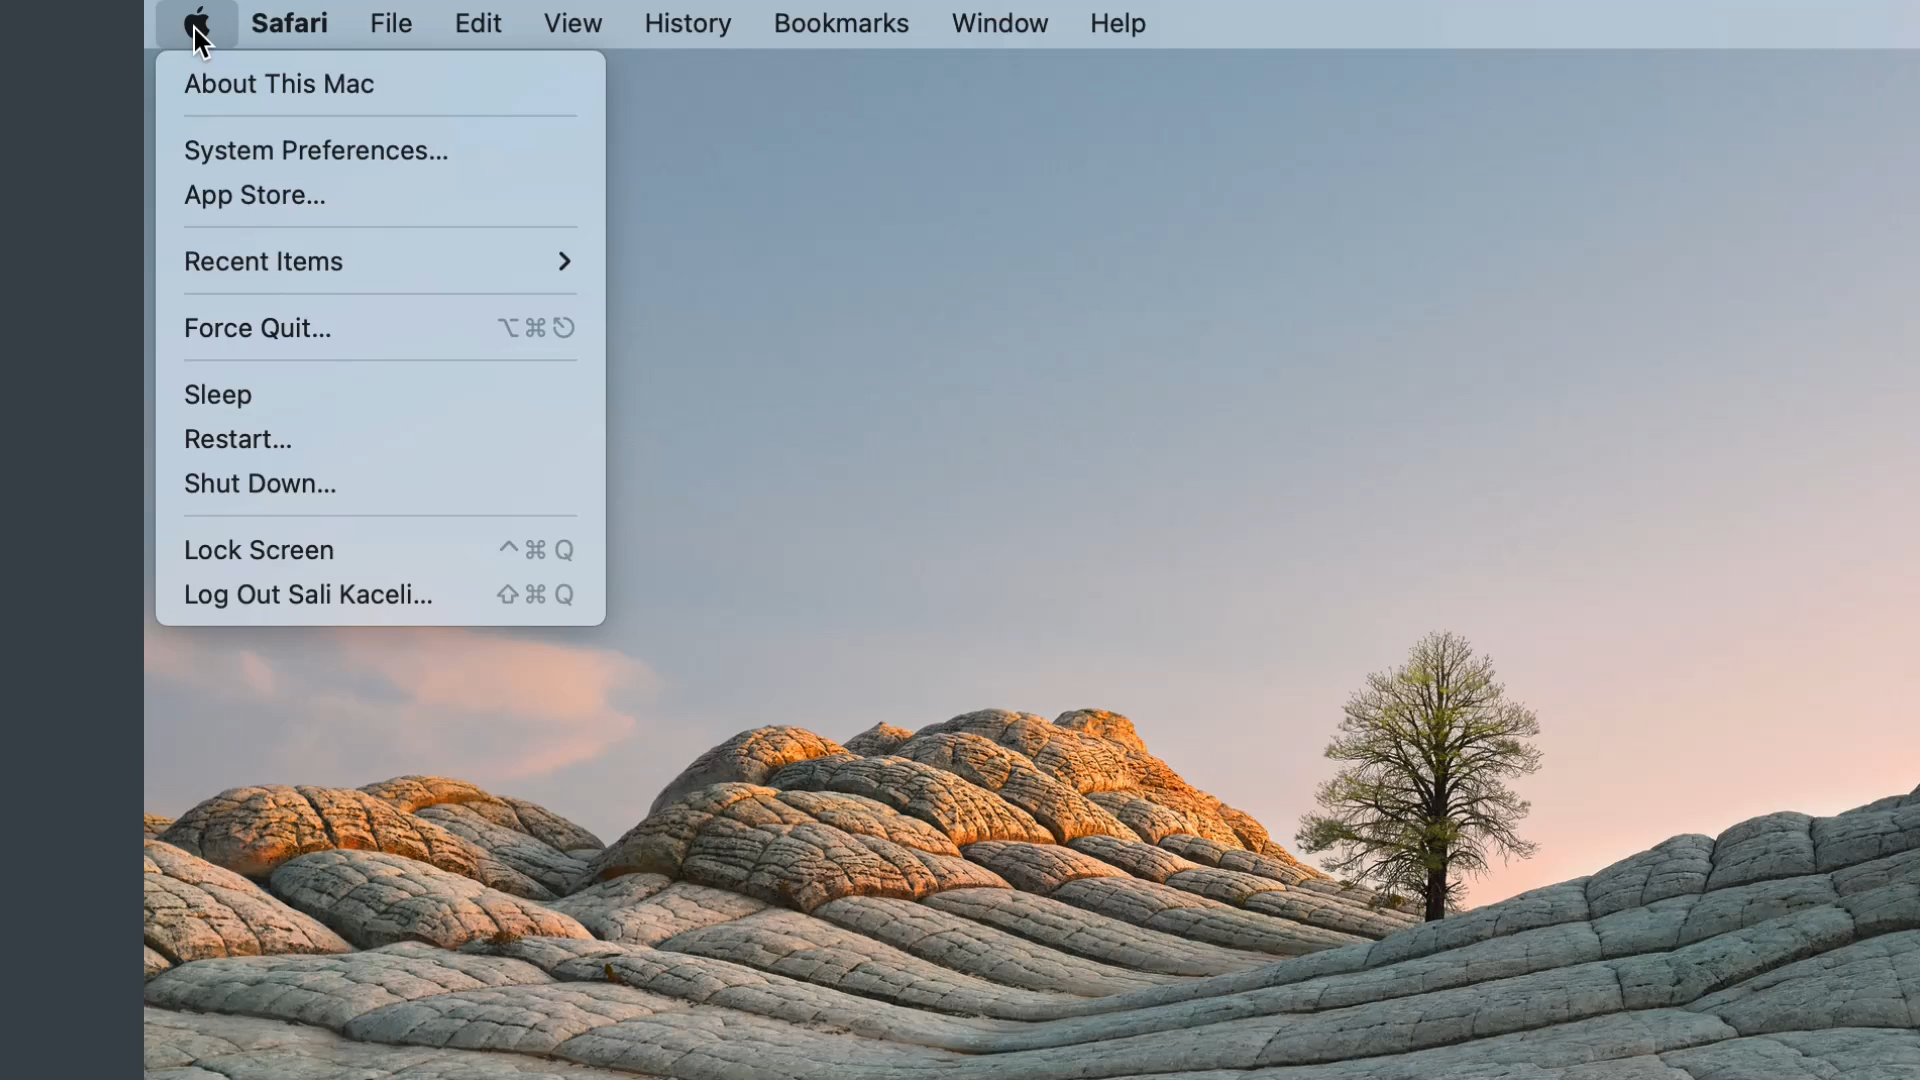 Safari File Edit View History Bookmarks Window Help
About This Mac
System Preferences...
App Store...
Recent Items
Force Quit... ⌥⌘⎋
Sleep
Restart...
Shut Down...
Lock Screen ^⌘Q
Log Out Sali Kaceli... ⇧⌘Q